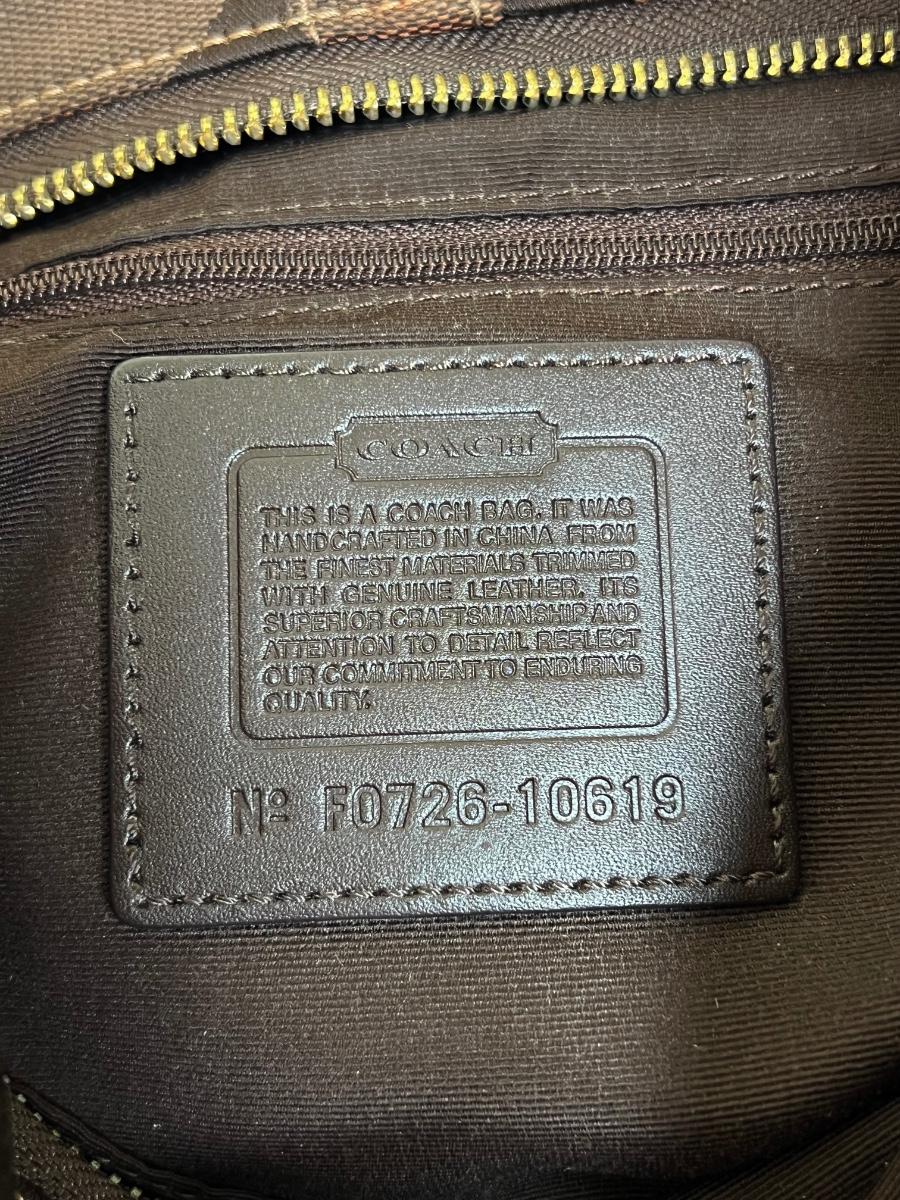 COACH
THIS IS A COACH BAG. IT WAS
HANDCRAFTED IN CHINA FROM
THE FINEST MATERIALS TRIMMED
WITH GENUINE LEATHER. ITS
SUPERIOR CRAFTSMANSHIP AND
ATTENTION TO DETAIL REFLECT
OUR COMMITMENT TO ENDURING
QUALITY.
Nº F0726-10619